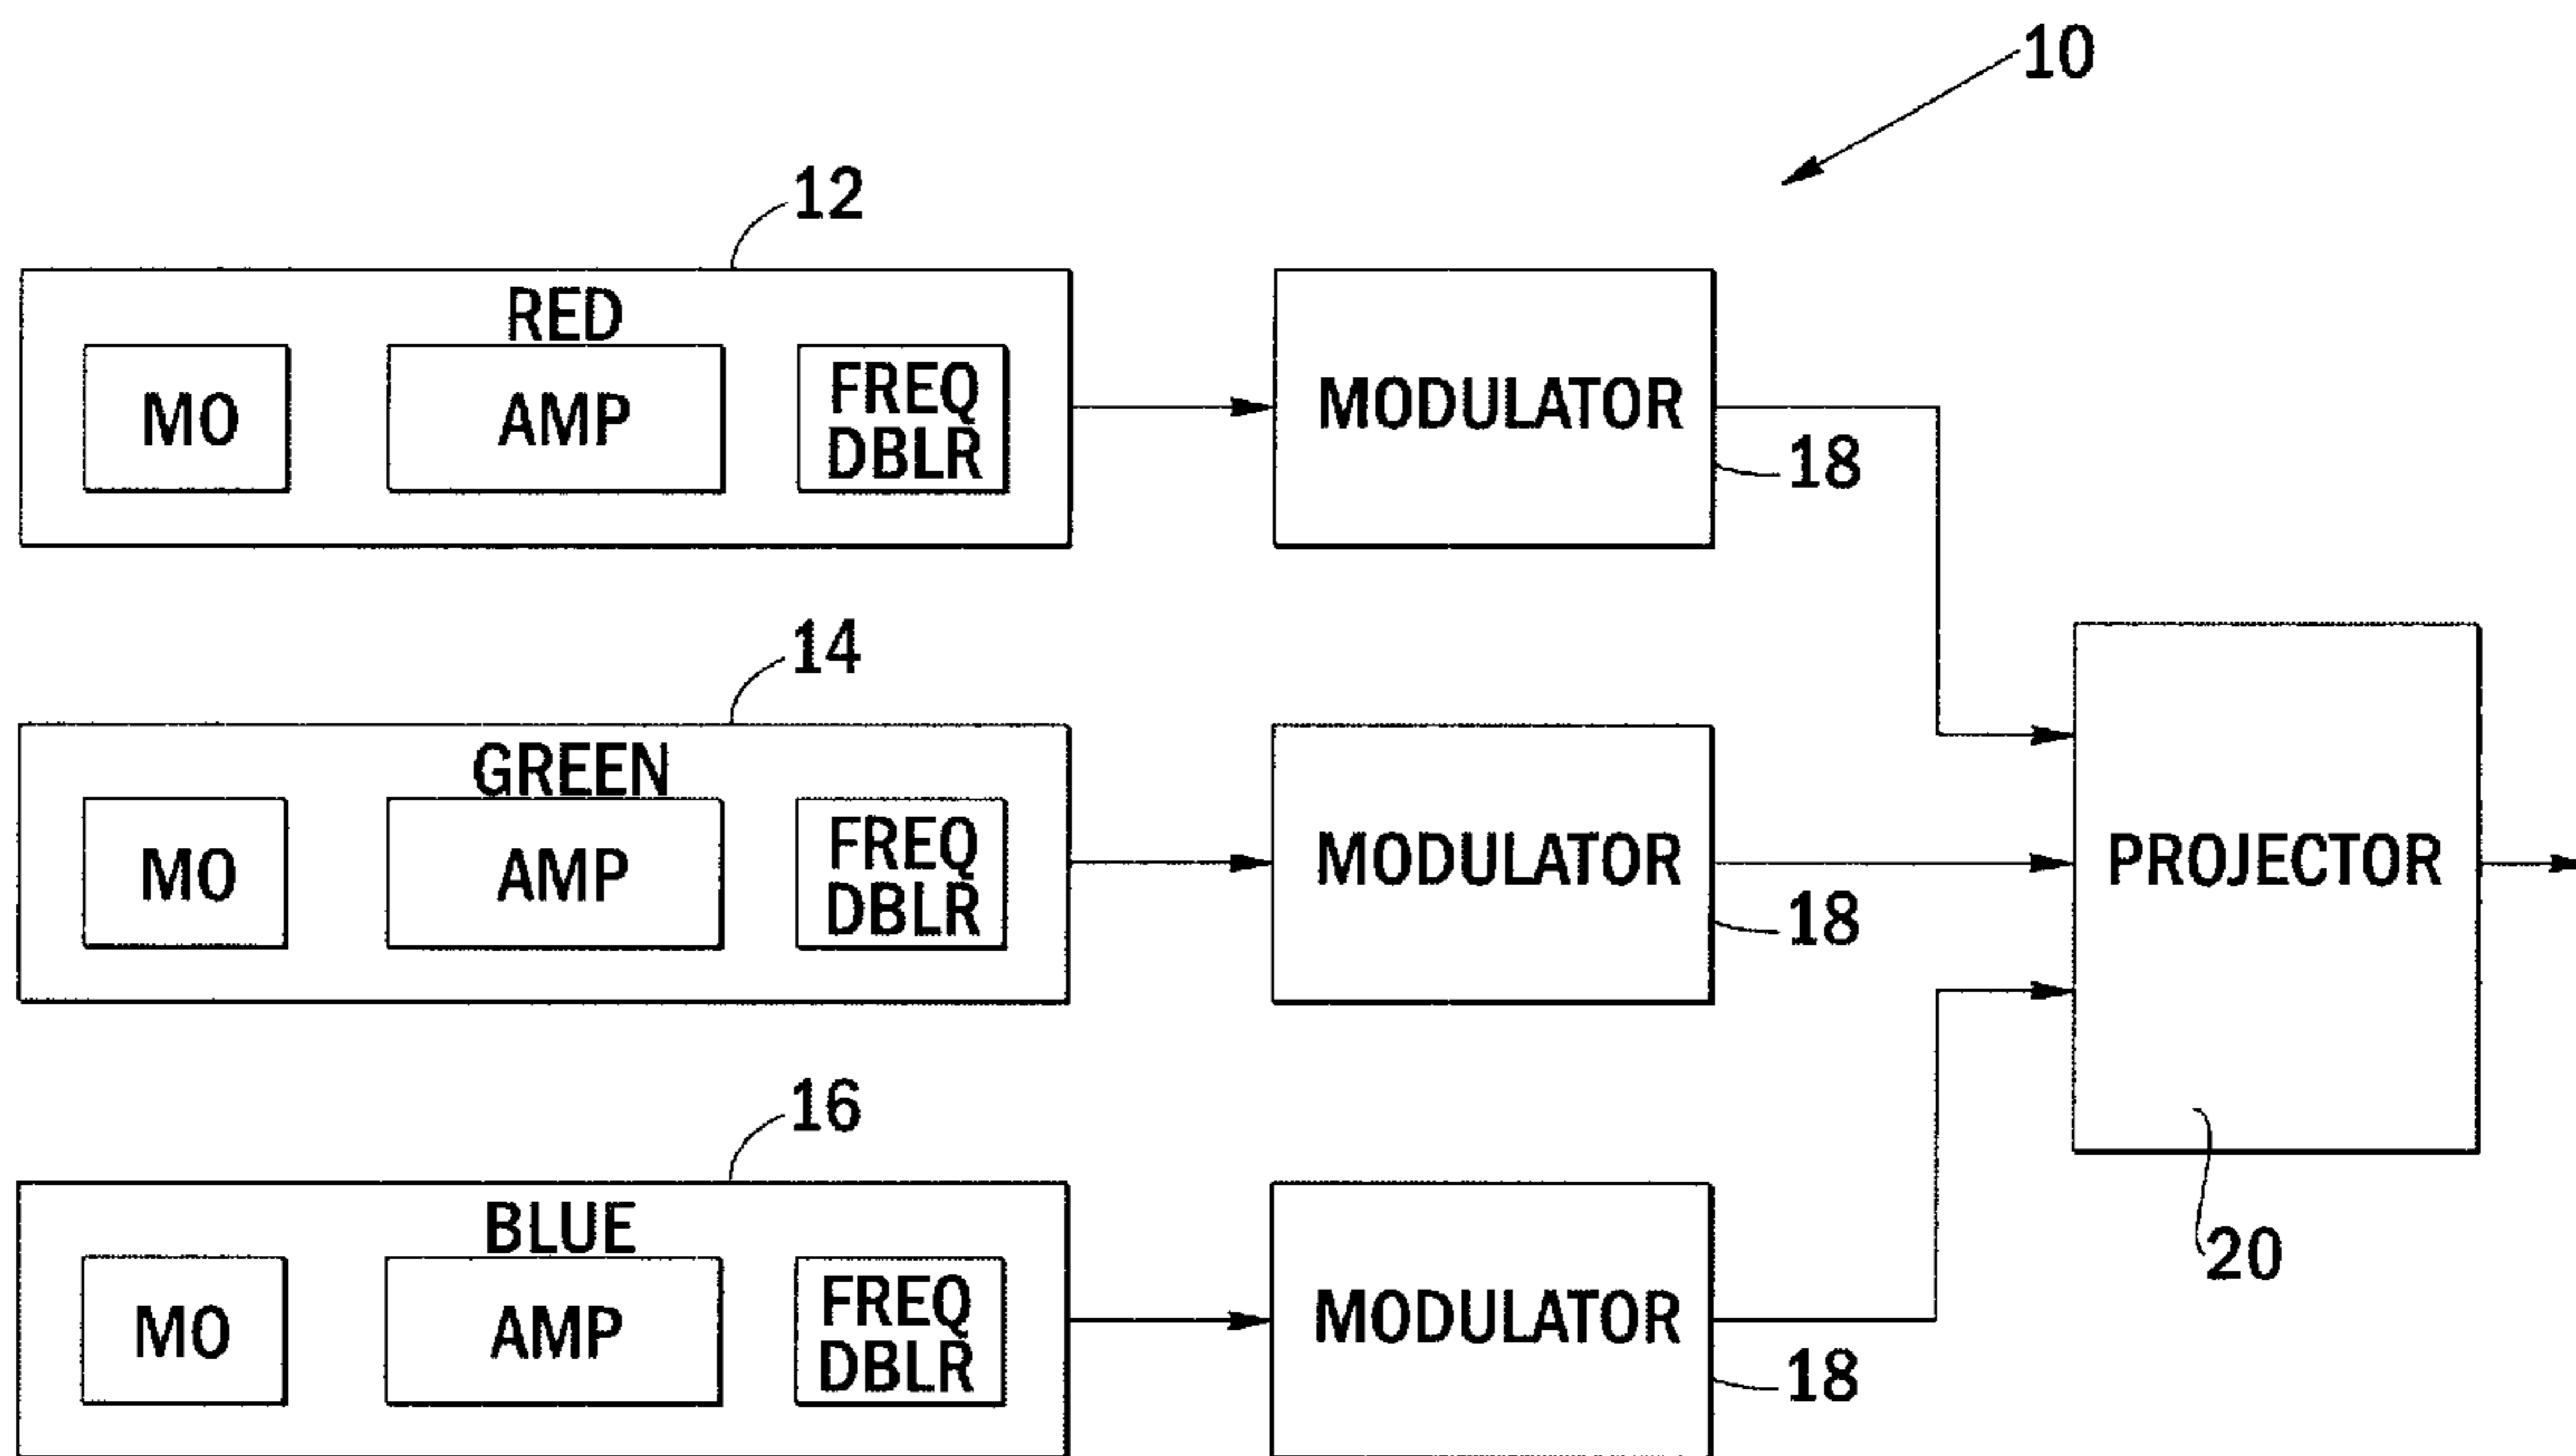 10
12
RED
MO
AMP
FREQ
DBLR
MODULATOR
18
14
GREEN
MO
AMP
FREQ
DBLR
MODULATOR
18
PROJECTOR
20
16
BLUE
MO
AMP
FREQ
DBLR
MODULATOR
18